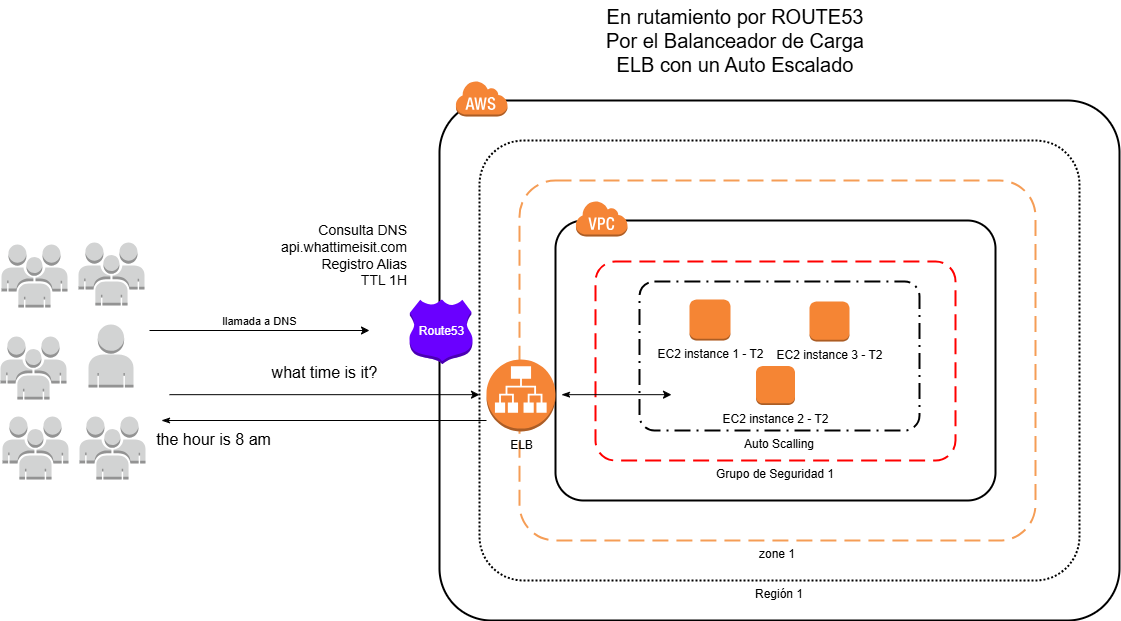 En rutamiento por ROUTE53
Por el Balanceador de Carga
ELB con un Auto Escalado
AWS
VPC
Consulta DNS
api.whattimeisit.com
Registro Alias
TTL 1H
llamada a DNS
Route53
what time is it?
the hour is 8 am
ELB
EC2 instance 1 - T2
EC2 instance 3 - T2
EC2 instance 2 - T2
Auto Scalling
Grupo de Seguridad 1
zone 1
Región 1